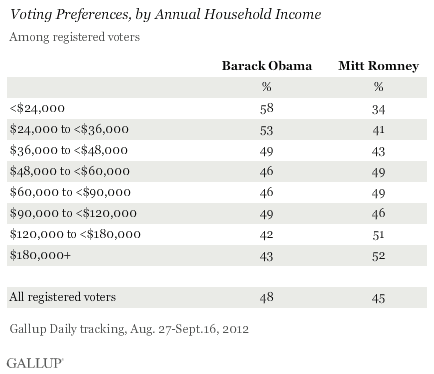 Voting Preferences, by Annual Household Income
Among registered voters
Barack Obama Mitt Romney
% %
<$24,000 58 34
$24,000 to <$36,000 53 41
$36,000 to <$48,000 49 43
$48,000 to <$60,000 46 49
$60,000 to <$90,000 46 49
$90,000 to <$120,000 49 46
$120,000 to <$180,000 42 51
$180,000+ 43 52
All registered voters 48 45
Gallup Daily tracking, Aug. 27-Sept.16, 2012
GALLUP®